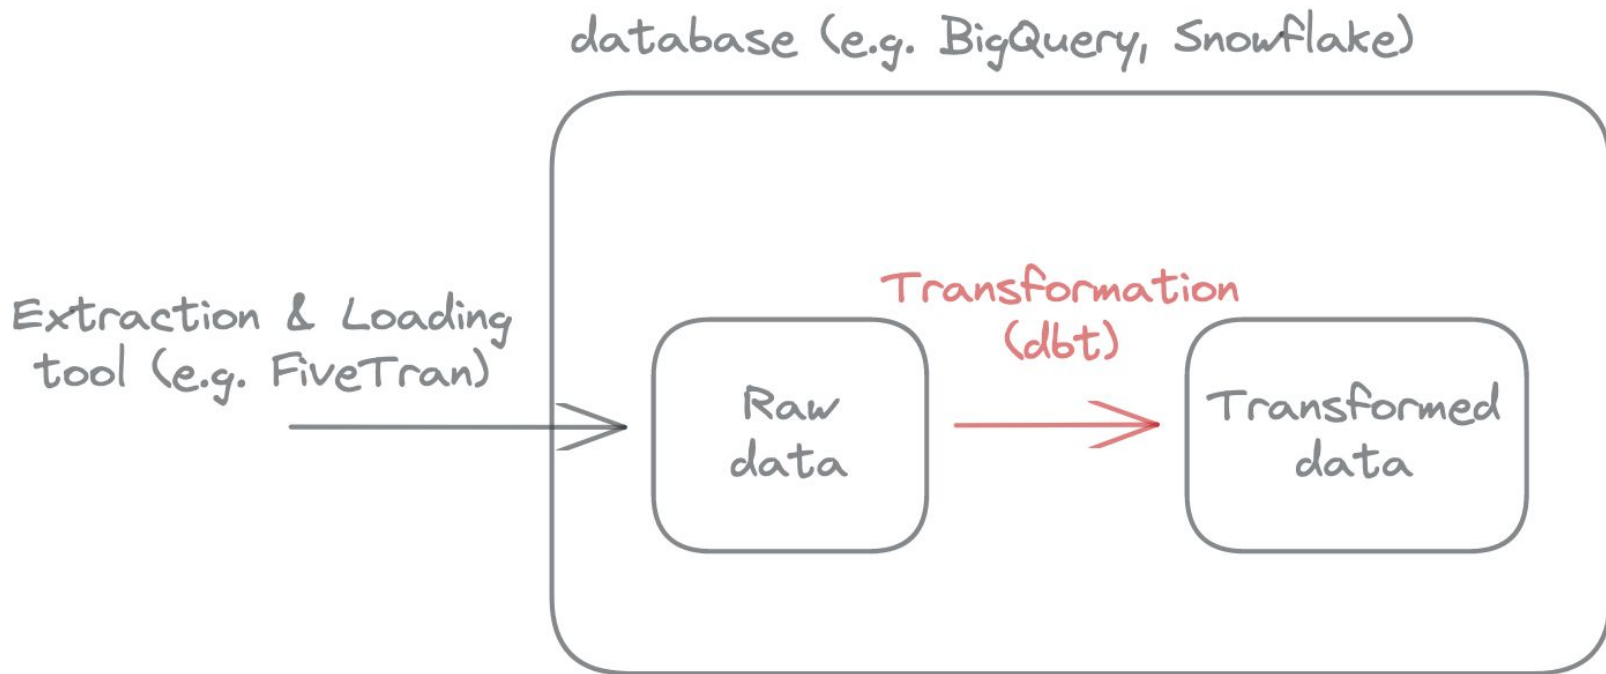 database (e.g. BigQuery, Snowflake)
Extraction & Loading
tool (e.g. FiveTran)
Transformation
(dbt)
Raw
data
Transformed
data